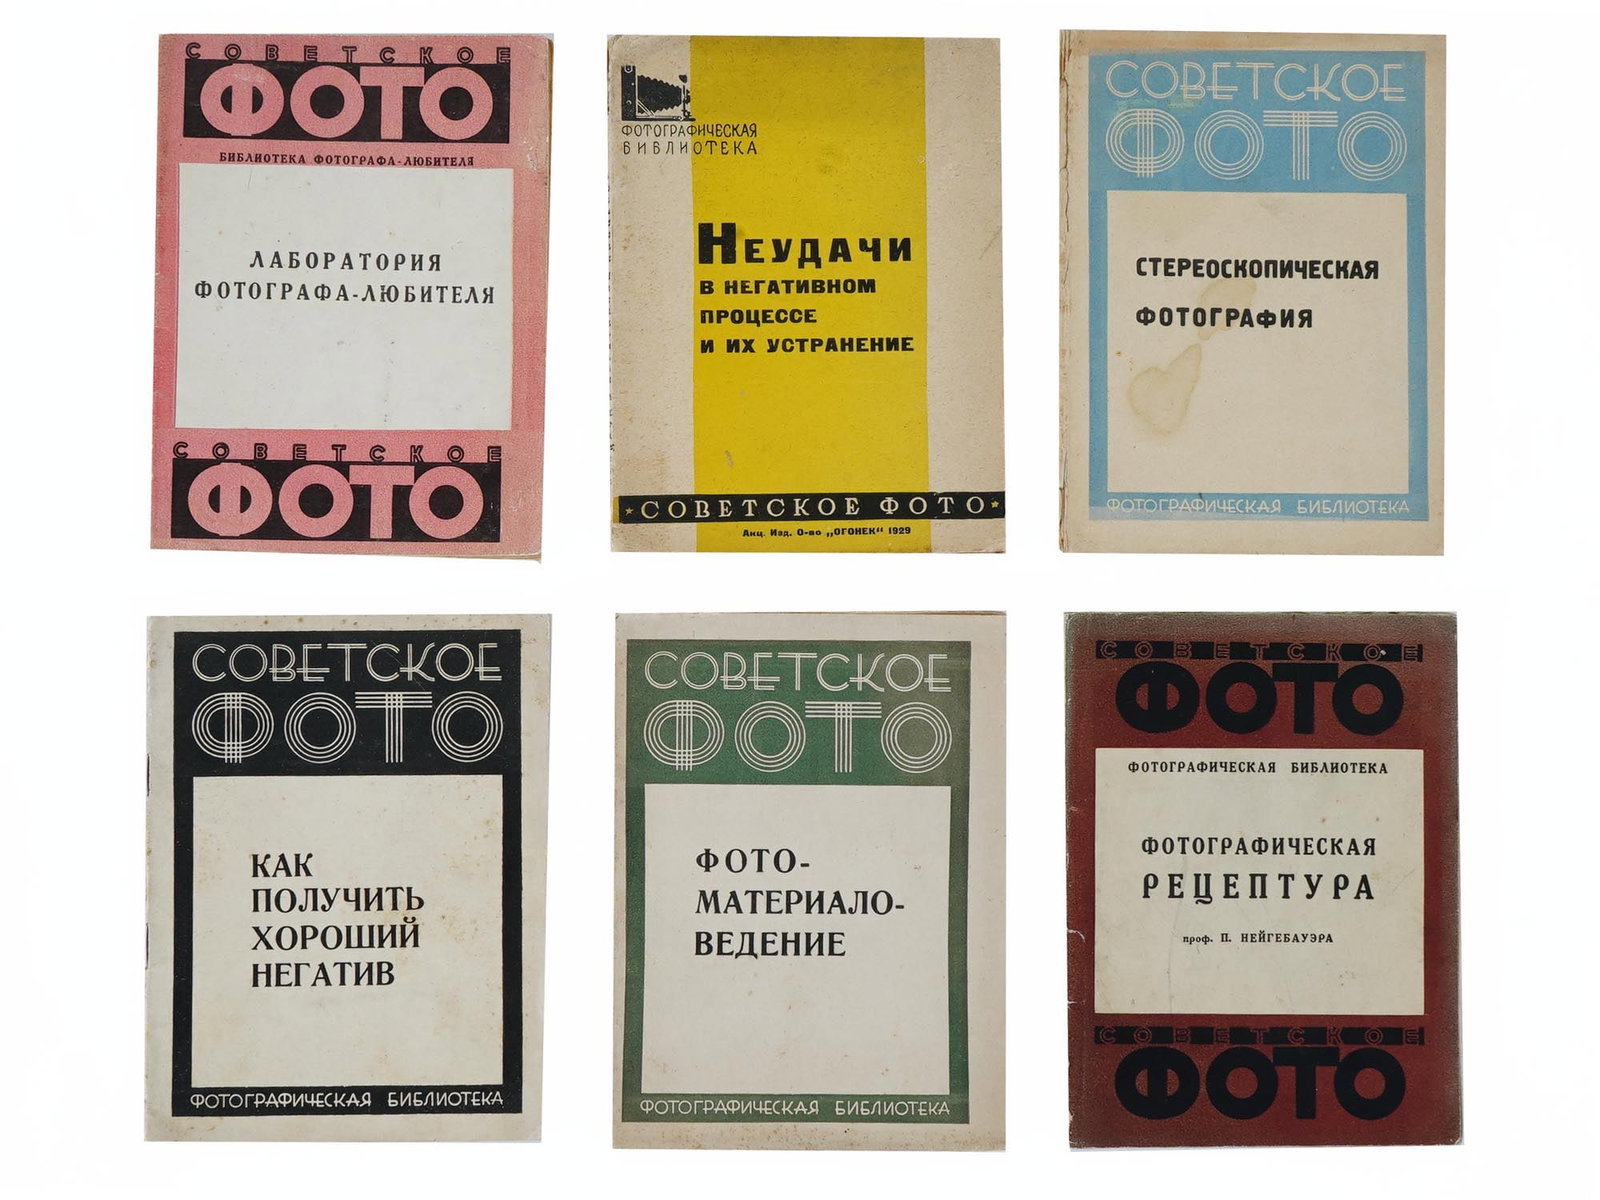 СОВЕТСКОЕ
ФОТО
БИБЛИОТЕКА ФОТОГРАФА-ЛЮБИТЕЛЯ
ЛАБОРАТОРИЯ
ФОТОГРАФА-ЛЮБИТЕЛЯ
СОВЕТСКОЕ
ФОТО
ФОТОГРАФИЧЕСКАЯ
БИБЛИОТЕКА
НЕУДАЧИ
В НЕГАТИВНОМ
ПРОЦЕССЕ
И ИХ УСТРАНЕНИЕ
СОВЕТСКОЕ ФОТО
Акц. Изд. О-во „ОГОНЕК“ 1929
СОВЕТСКОЕ
ФОТО
СТЕРЕОСКОПИЧЕСКАЯ
ФОТОГРАФИЯ
ФОТОГРАФИЧЕСКАЯ БИБЛИОТЕКА
СОВЕТСКОЕ
ФОТО
КАК
ПОЛУЧИТЬ
ХОРОШИЙ
НЕГАТИВ
ФОТОГРАФИЧЕСКАЯ БИБЛИОТЕКА
СОВЕТСКОЕ
ФОТО
ФОТО-
МАТЕРИАЛО-
ВЕДЕНИЕ
ФОТОГРАФИЧЕСКАЯ БИБЛИОТЕКА
СОВЕТСКОЕ
ФОТО
ФОТОГРАФИЧЕСКАЯ БИБЛИОТЕКА
ФОТОГРАФИЧЕСКАЯ
РЕЦЕПТУРА
проф. П. НЕЙГЕБАУЭРА
СОВЕТСКОЕ
ФОТО